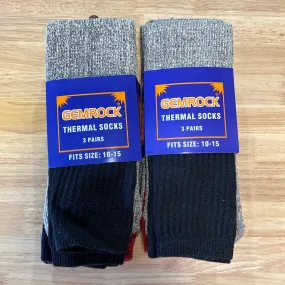 GEMROCK
THERMAL SOCKS
3 PAIRS
FITS SIZE: 10-15
GEMROCK
THERMAL SOCKS
3 PAIRS
FITS SIZE: 10-15